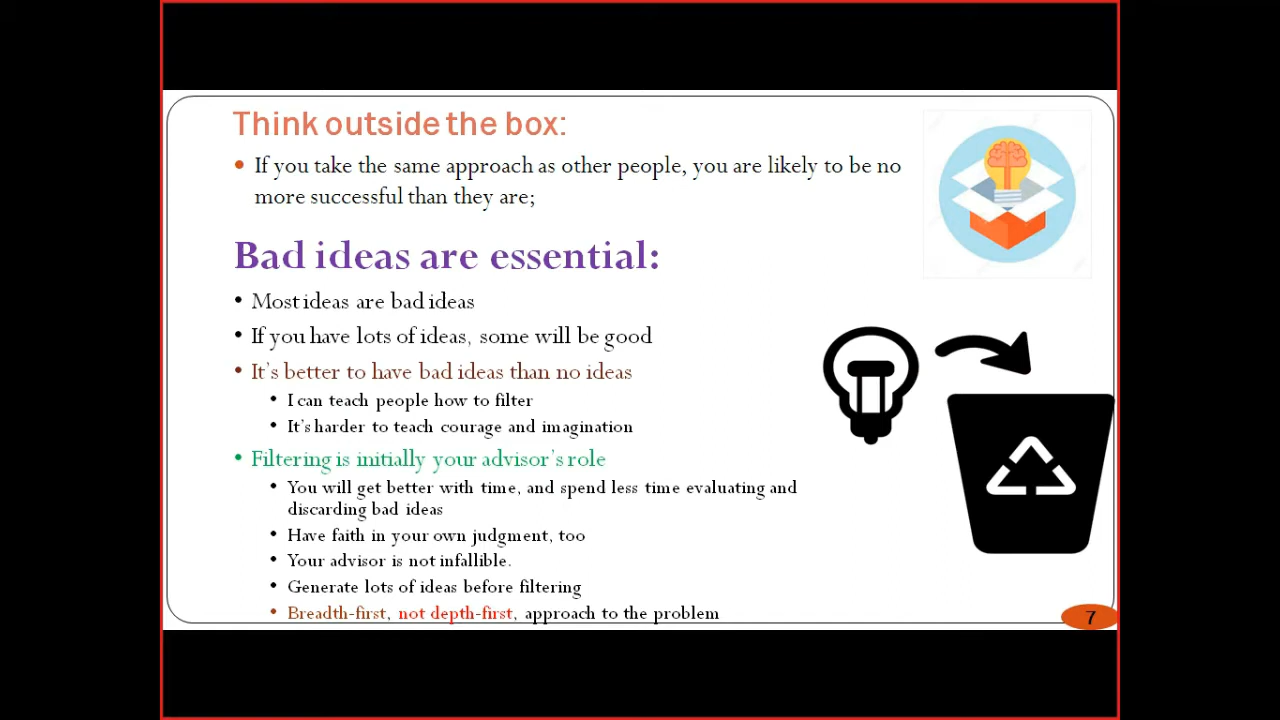 Think outside the box:
• If you take the same approach as other people, you are likely to be no
more successful than they are;
Bad ideas are essential:
• Most ideas are bad ideas
• If you have lots of ideas, some will be good
• It's better to have bad ideas than no ideas
• I can teach people how to filter
• It's harder to teach courage and imagination
• Filtering is initially your advisor's role
• You will get better with time, and spend less time evaluating and
discarding bad ideas
• Have faith in your own judgment, too
• Your advisor is not infallible.
• Generate lots of ideas before filtering
• Breadth-first, not depth-first, approach to the problem
7